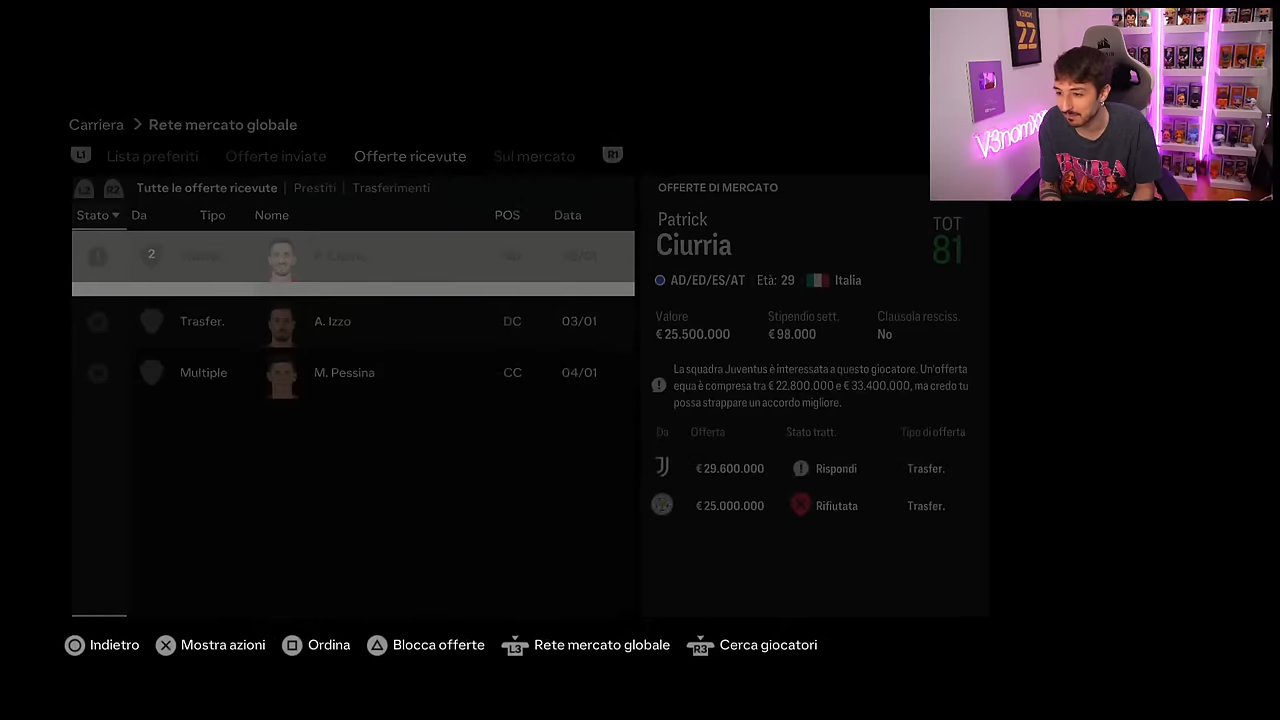 Carriera > Rete mercato globale
L1 Lista preferiti Offerte inviate Offerte ricevute Sul mercato R1
L2 R2 Tutte le offerte ricevute | Prestiti | Trasferimenti
Stato Da Tipo Nome POS Data
2
Trasfer. A. Izzo DC 03/01
Multiple M. Pessina CC 04/01
OFFERTE DI MERCATO
Patrick
Ciurria
TOT
81
AD/ED/ES/AT Età: 29 Italia
Valore Stipendio sett. Clausola resciss.
€ 25.500.000 € 98.000 No
La squadra Juventus è interessata a questo giocatore. Un'offerta
equa è compresa tra € 22.800.000 e € 33.400.000, ma credo tu
possa strappare un accordo migliore.
Da Offerta Stato tratt. Tipo di offerta
€ 29.600.000 Rispondi Trasfer.
€ 25.000.000 Rifiutata Trasfer.
Indietro Mostra azioni Ordina Blocca offerte L3 Rete mercato globale R3 Cerca giocatori
22